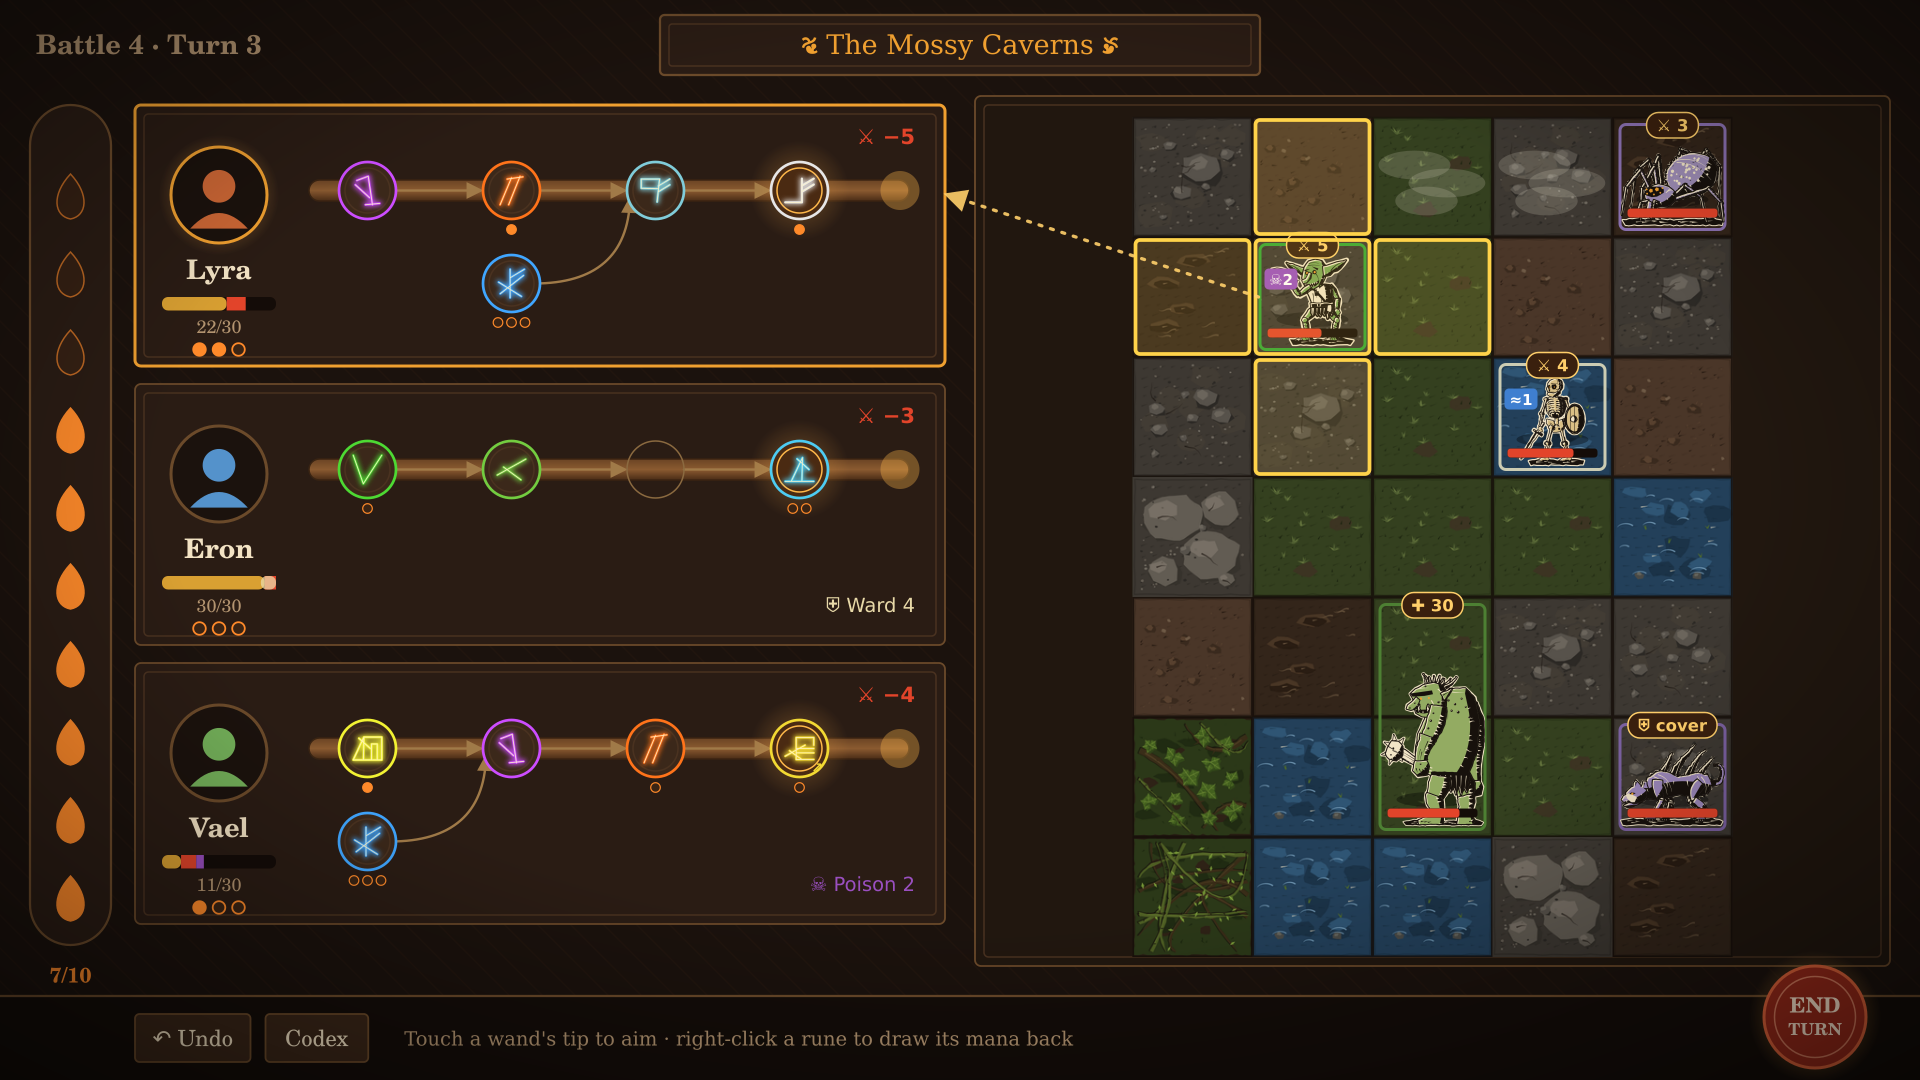 Battle 4 · Turn 3
The Mossy Caverns
⚔ −5
Lyra
22/30
⚔ −3
Eron
30/30
⛨ Ward 4
⚔ −4
Vael
11/30
☠ Poison 2
7/10
⚔ 3
⚔ 5
☠2
⚔ 4
≈1
✚ 30
⛨ cover
↶ Undo
Codex
Touch a wand's tip to aim · right-click a rune to draw its mana back
END
TURN